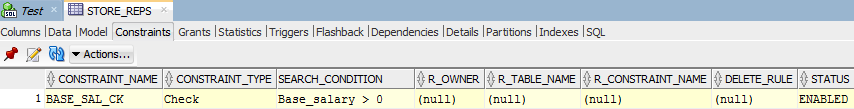 Test STORE_REPS
Columns Data Model Constraints Grants Statistics Triggers Flashback Dependencies Details Partitions Indexes SQL
Actions...
CONSTRAINT_NAME CONSTRAINT_TYPE SEARCH_CONDITION R_OWNER R_TABLE_NAME R_CONSTRAINT_NAME DELETE_RULE STATUS
1 BASE_SAL_CK Check Base_salary > 0 (null) (null) (null) (null) ENABLED